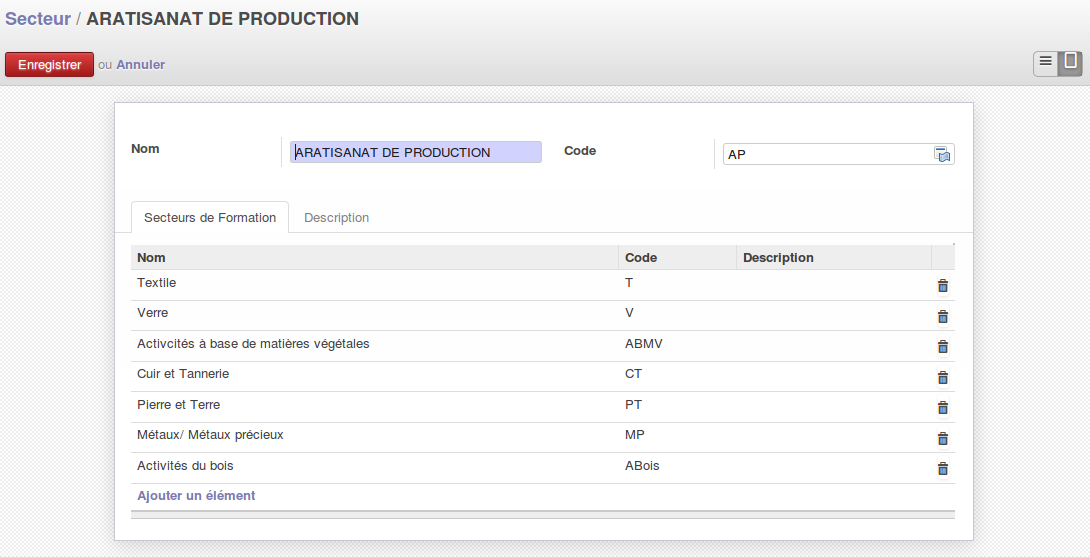 Secteur / ARATISANAT DE PRODUCTION
Enregistrer ou Annuler
Nom ARATISANAT DE PRODUCTION Code AP
Secteurs de Formation Description
Nom Code Description
Textile T
Verre V
Activcités à base de matières végétales ABMV
Cuir et Tannerie CT
Pierre et Terre PT
Métaux/ Métaux précieux MP
Activités du bois ABois
Ajouter un élément